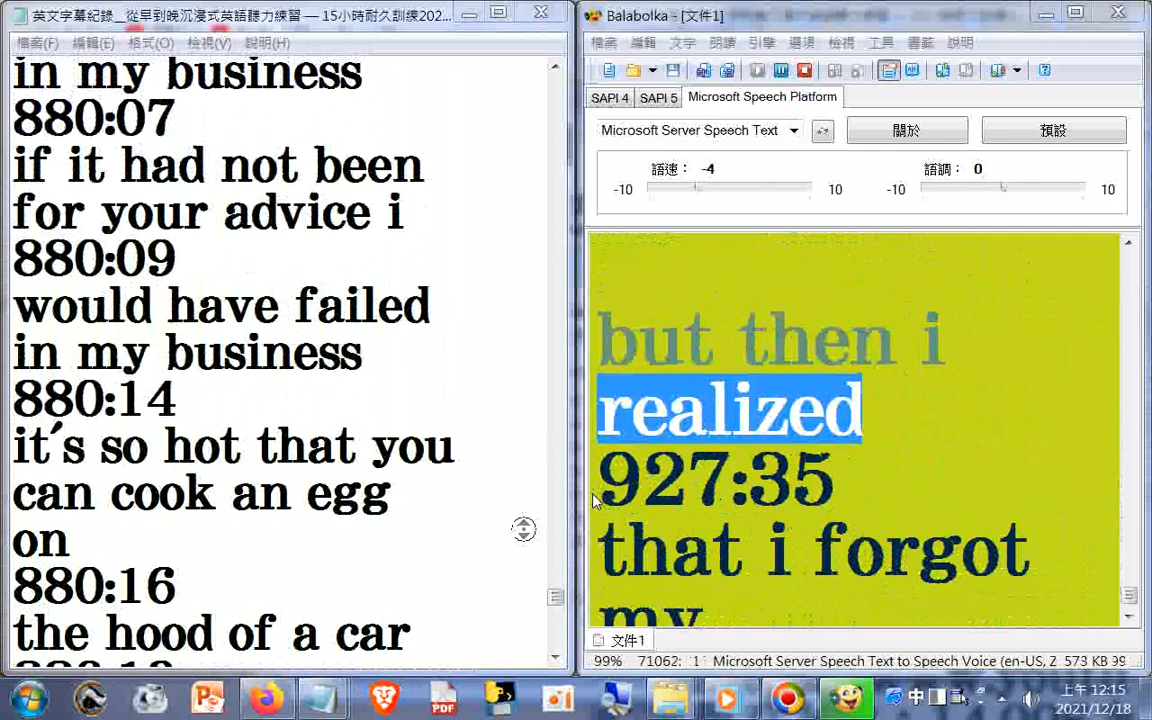 英文字幕紀錄__從早到晚沉浸式英語聽力練習 — 15小時耐久訓練202...
檔案(F) 編輯(E) 格式(O) 檢視(V) 說明(H)
in my business
880:07
if it had not been
for your advice i
880:09
would have failed
in my business
880:14
it's so hot that you
can cook an egg
on
880:16
the hood of a car
Balabolka - [文件1]
檔案 編輯 文字 朗讀 引擎 選項 檢視 工具 書籤 說明
SAPI 4 SAPI 5 Microsoft Speech Platform
Microsoft Server Speech Text 關於 預設
語速： -4 語調： 0
-10 10 -10 10
but then i
realized
927:35
that i forgot
my
文件1
99% 71062: 1 Microsoft Server Speech Text to Speech Voice (en-US, Z 573 KB 99
PDF 中 上午 12:15
2021/12/18